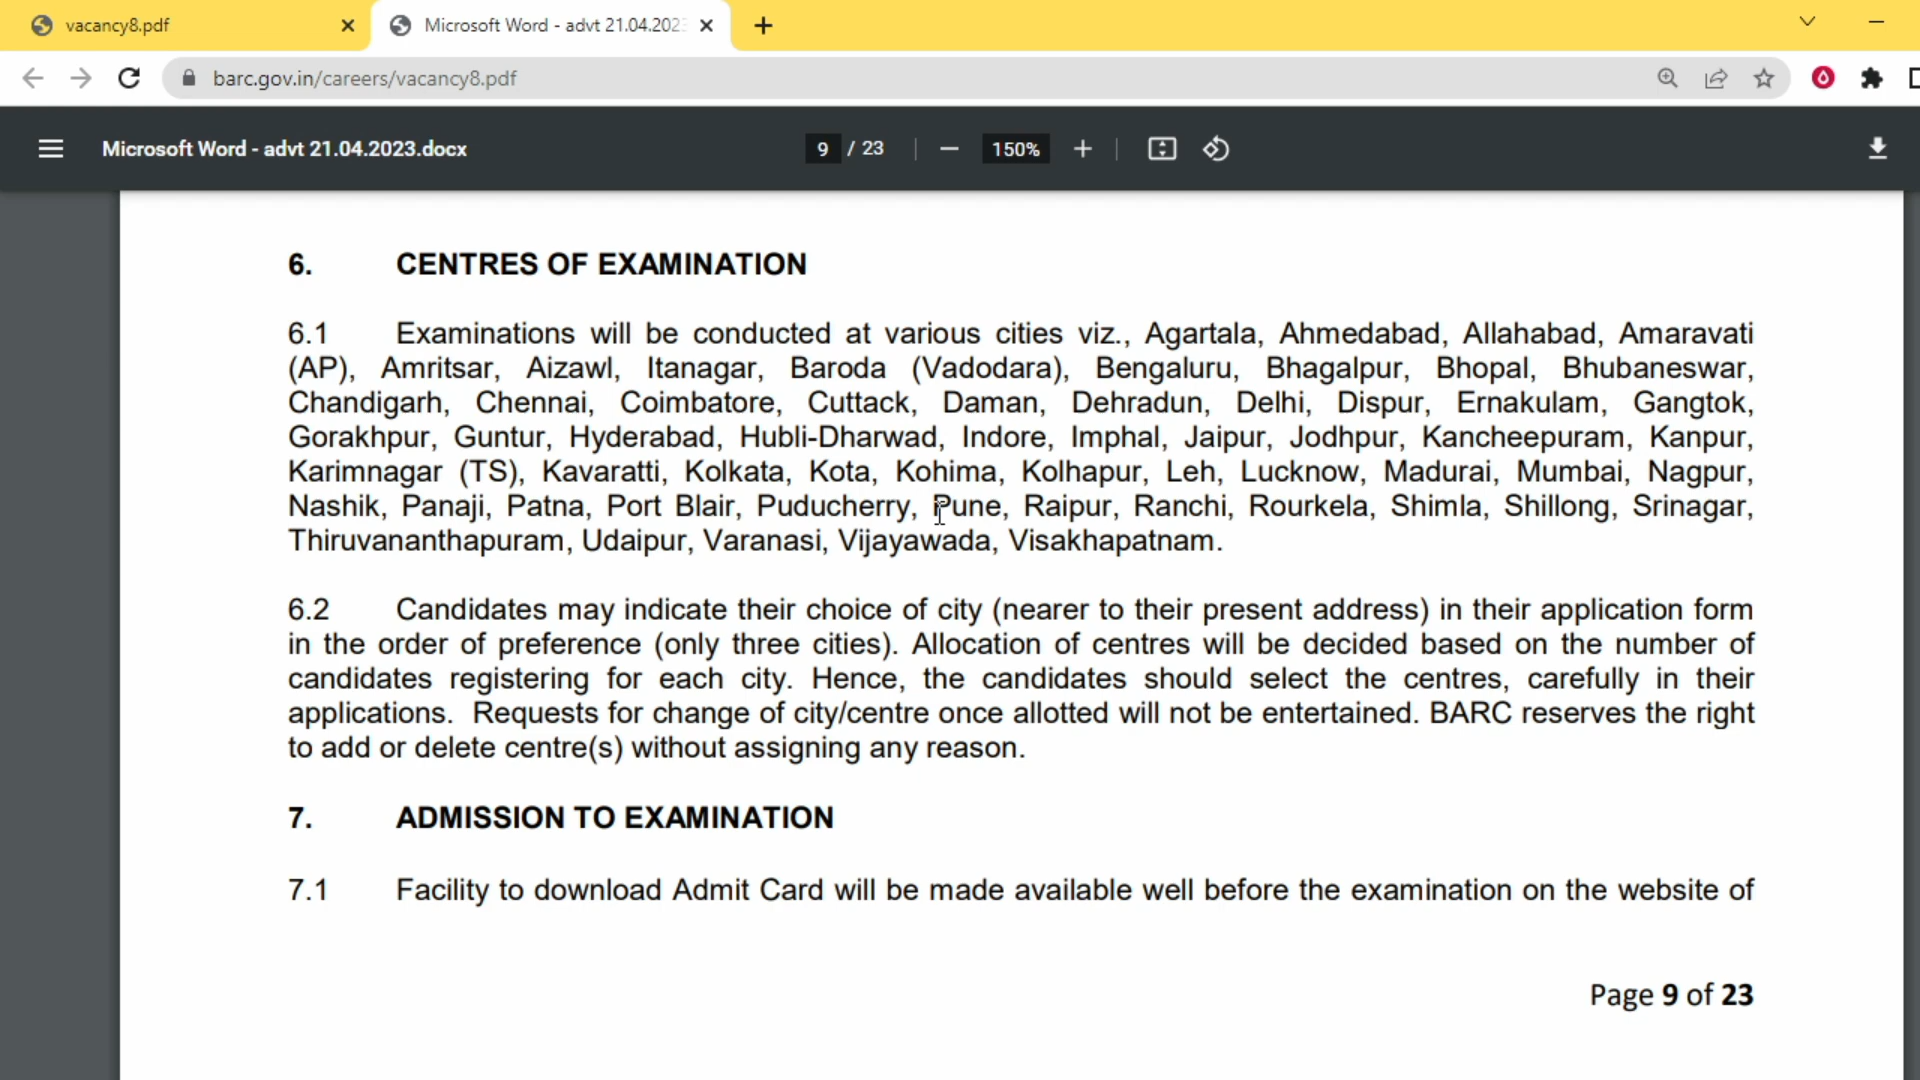 vacancy8.pdf
Microsoft Word - advt 21.04.202
barc.gov.in/careers/vacancy8.pdf
Microsoft Word - advt 21.04.2023.docx
9 / 23
150%
6. CENTRES OF EXAMINATION
6.1 Examinations will be conducted at various cities viz., Agartala, Ahmedabad, Allahabad, Amaravati
(AP), Amritsar, Aizawl, Itanagar, Baroda (Vadodara), Bengaluru, Bhagalpur, Bhopal, Bhubaneswar,
Chandigarh, Chennai, Coimbatore, Cuttack, Daman, Dehradun, Delhi, Dispur, Ernakulam, Gangtok,
Gorakhpur, Guntur, Hyderabad, Hubli-Dharwad, Indore, Imphal, Jaipur, Jodhpur, Kancheepuram, Kanpur,
Karimnagar (TS), Kavaratti, Kolkata, Kota, Kohima, Kolhapur, Leh, Lucknow, Madurai, Mumbai, Nagpur,
Nashik, Panaji, Patna, Port Blair, Puducherry, Pune, Raipur, Ranchi, Rourkela, Shimla, Shillong, Srinagar,
Thiruvananthapuram, Udaipur, Varanasi, Vijayawada, Visakhapatnam.
6.2 Candidates may indicate their choice of city (nearer to their present address) in their application form
in the order of preference (only three cities). Allocation of centres will be decided based on the number of
candidates registering for each city. Hence, the candidates should select the centres, carefully in their
applications. Requests for change of city/centre once allotted will not be entertained. BARC reserves the right
to add or delete centre(s) without assigning any reason.
7. ADMISSION TO EXAMINATION
7.1 Facility to download Admit Card will be made available well before the examination on the website of
Page 9 of 23